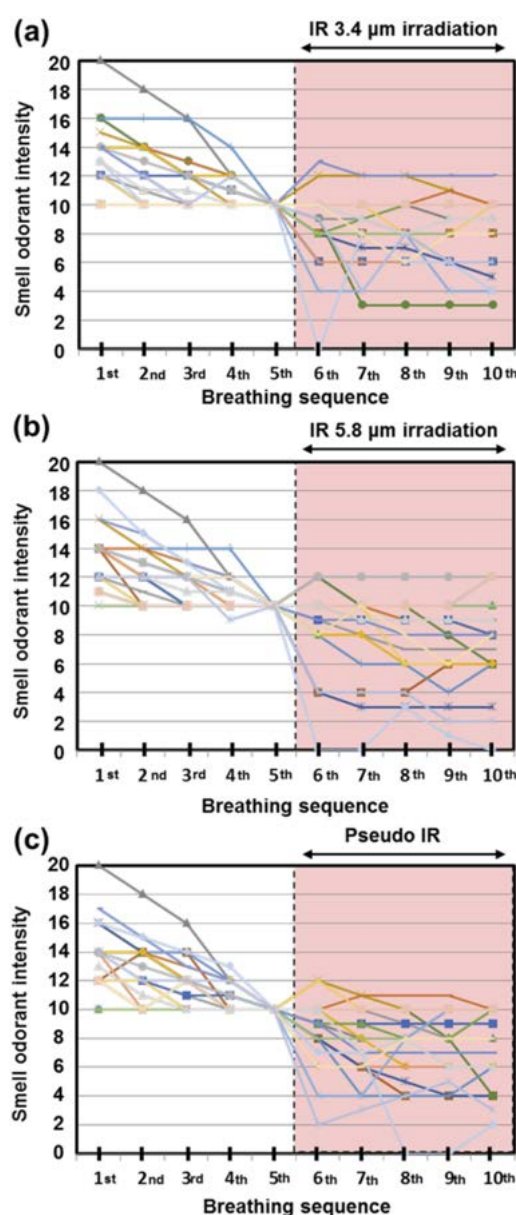 (a)
IR 3.4 µm irradiation
Smell odorant intensity
20
18
16
14
12
10
8
6
4
2
0
1st 2nd 3rd 4th 5th 6th 7th 8th 9th 10th
Breathing sequence
(b)
IR 5.8 µm irradiation
Smell odorant intensity
20
18
16
14
12
10
8
6
4
2
0
1st 2nd 3rd 4th 5th 6th 7th 8th 9th 10th
Breathing sequence
(c)
Pseudo IR
Smell odorant intensity
20
18
16
14
12
10
8
6
4
2
0
1st 2nd 3rd 4th 5th 6th 7th 8th 9th 10th
Breathing sequence